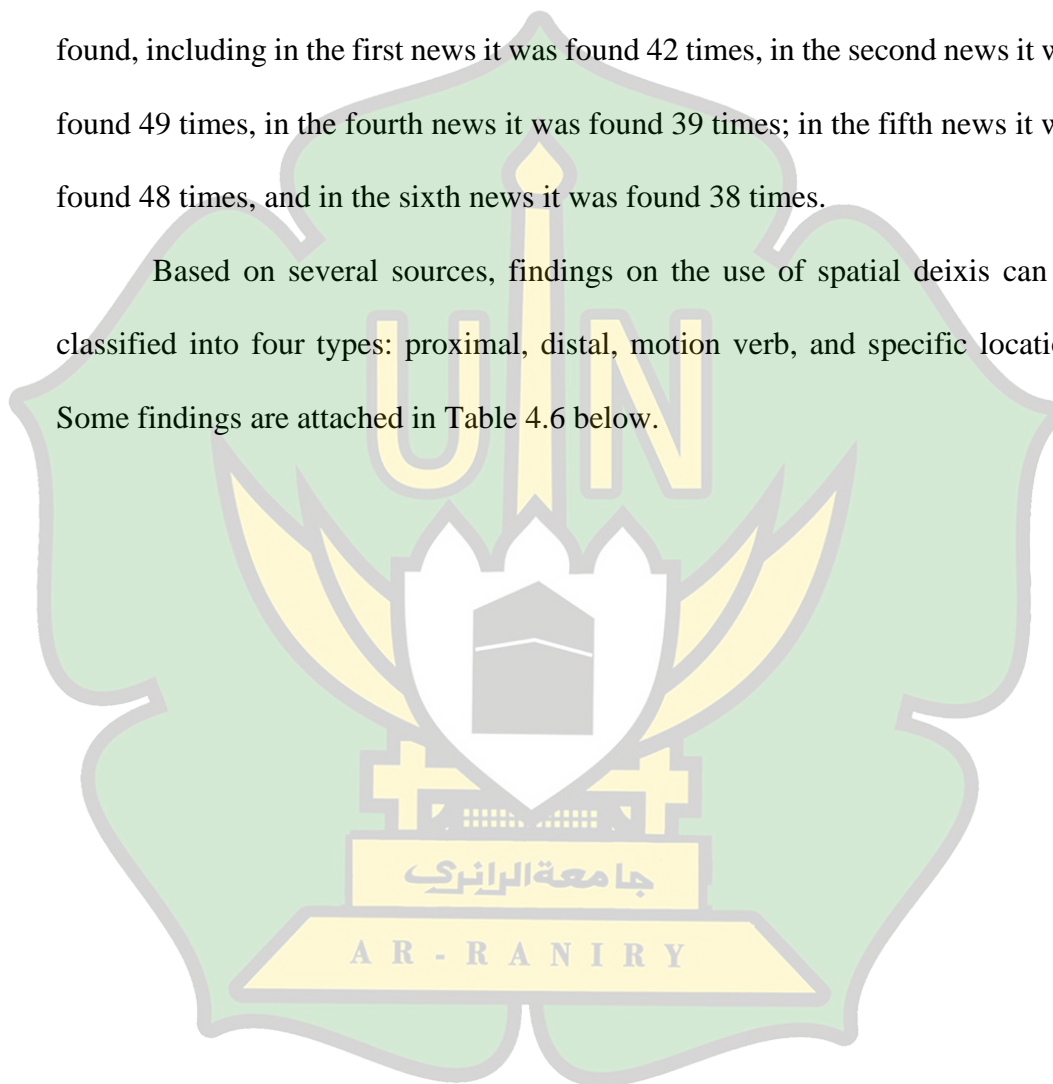 found, including in the first news it was found 42 times, in the second news it w
found 49 times, in the fourth news it was found 39 times; in the fifth news it w
found 48 times, and in the sixth news it was found 38 times.
Based on several sources, findings on the use of spatial deixis can
classified into four types: proximal, distal, motion verb, and specific locatio
Some findings are attached in Table 4.6 below.
UIN
جامعة الرانري
AR-RANIRY